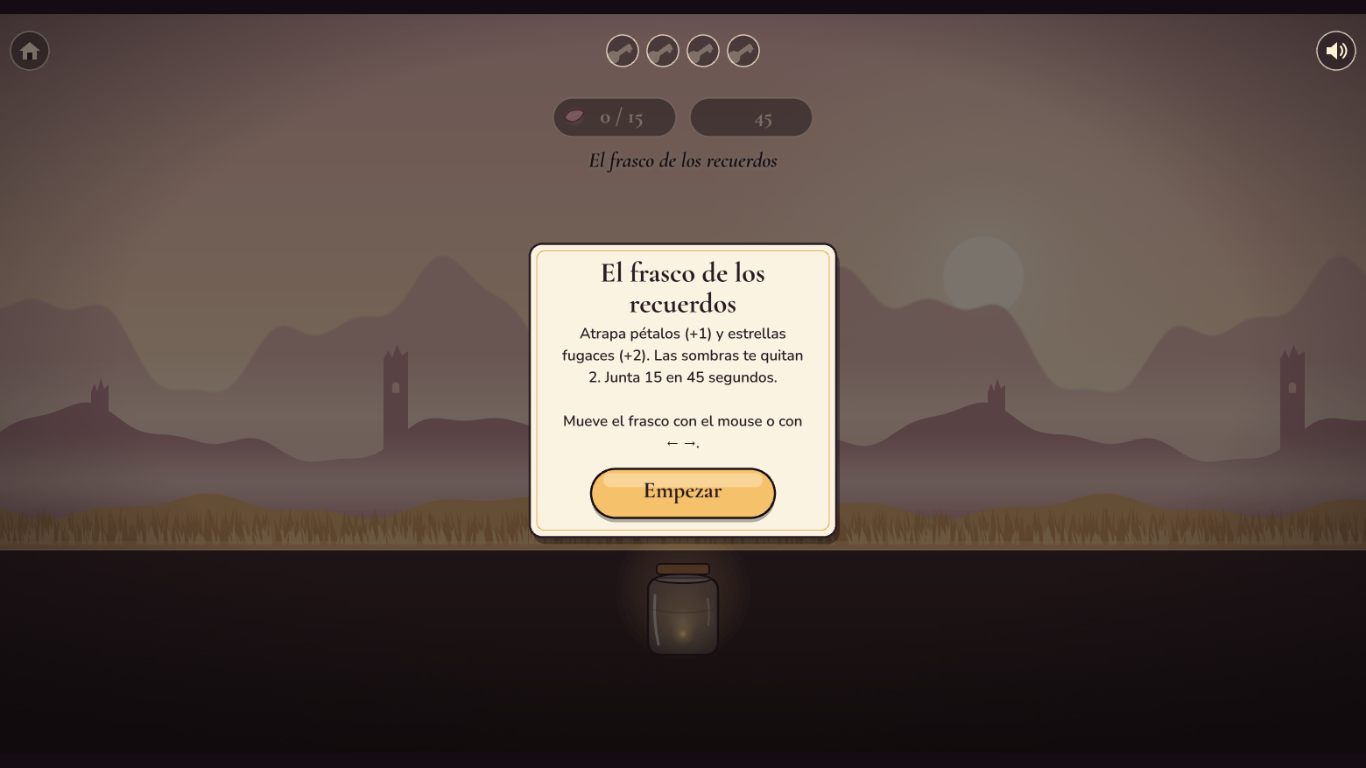 0 / 15
45
El frasco de los recuerdos
El frasco de los
recuerdos
Atrapa pétalos (+1) y estrellas
fugaces (+2). Las sombras te quitan
2. Junta 15 en 45 segundos.
Mueve el frasco con el mouse o con
← →.
Empezar